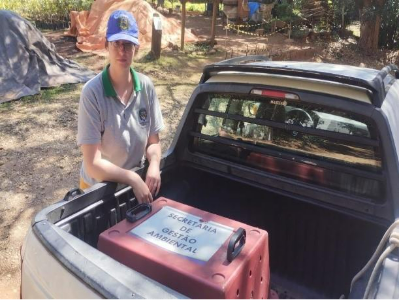 SECRETARIA
DE
GESTÃO
AMBIENTAL